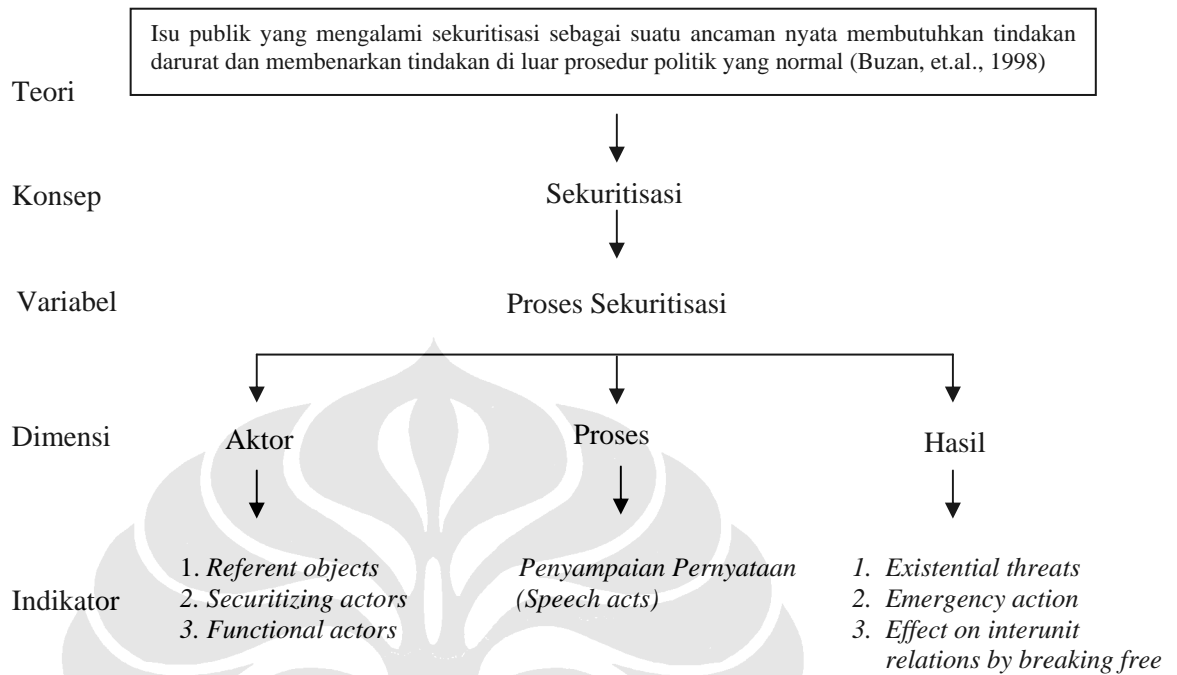 Isu publik yang mengalami sekuritisasi sebagai suatu ancaman nyata membutuhkan tindakan
darurat dan membenarkan tindakan di luar prosedur politik yang normal (Buzan, et.al., 1998)
Teori
Konsep
Sekuritisasi
Variabel
Proses Sekuritisasi
Dimensi
Aktor
Proses
Hasil
Indikator
1. Referent objects
2. Securitizing actors
3. Functional actors
Penyampaian Pernyataan
(Speech acts)
1. Existential threats
2. Emergency action
3. Effect on interunit
relations by breaking free